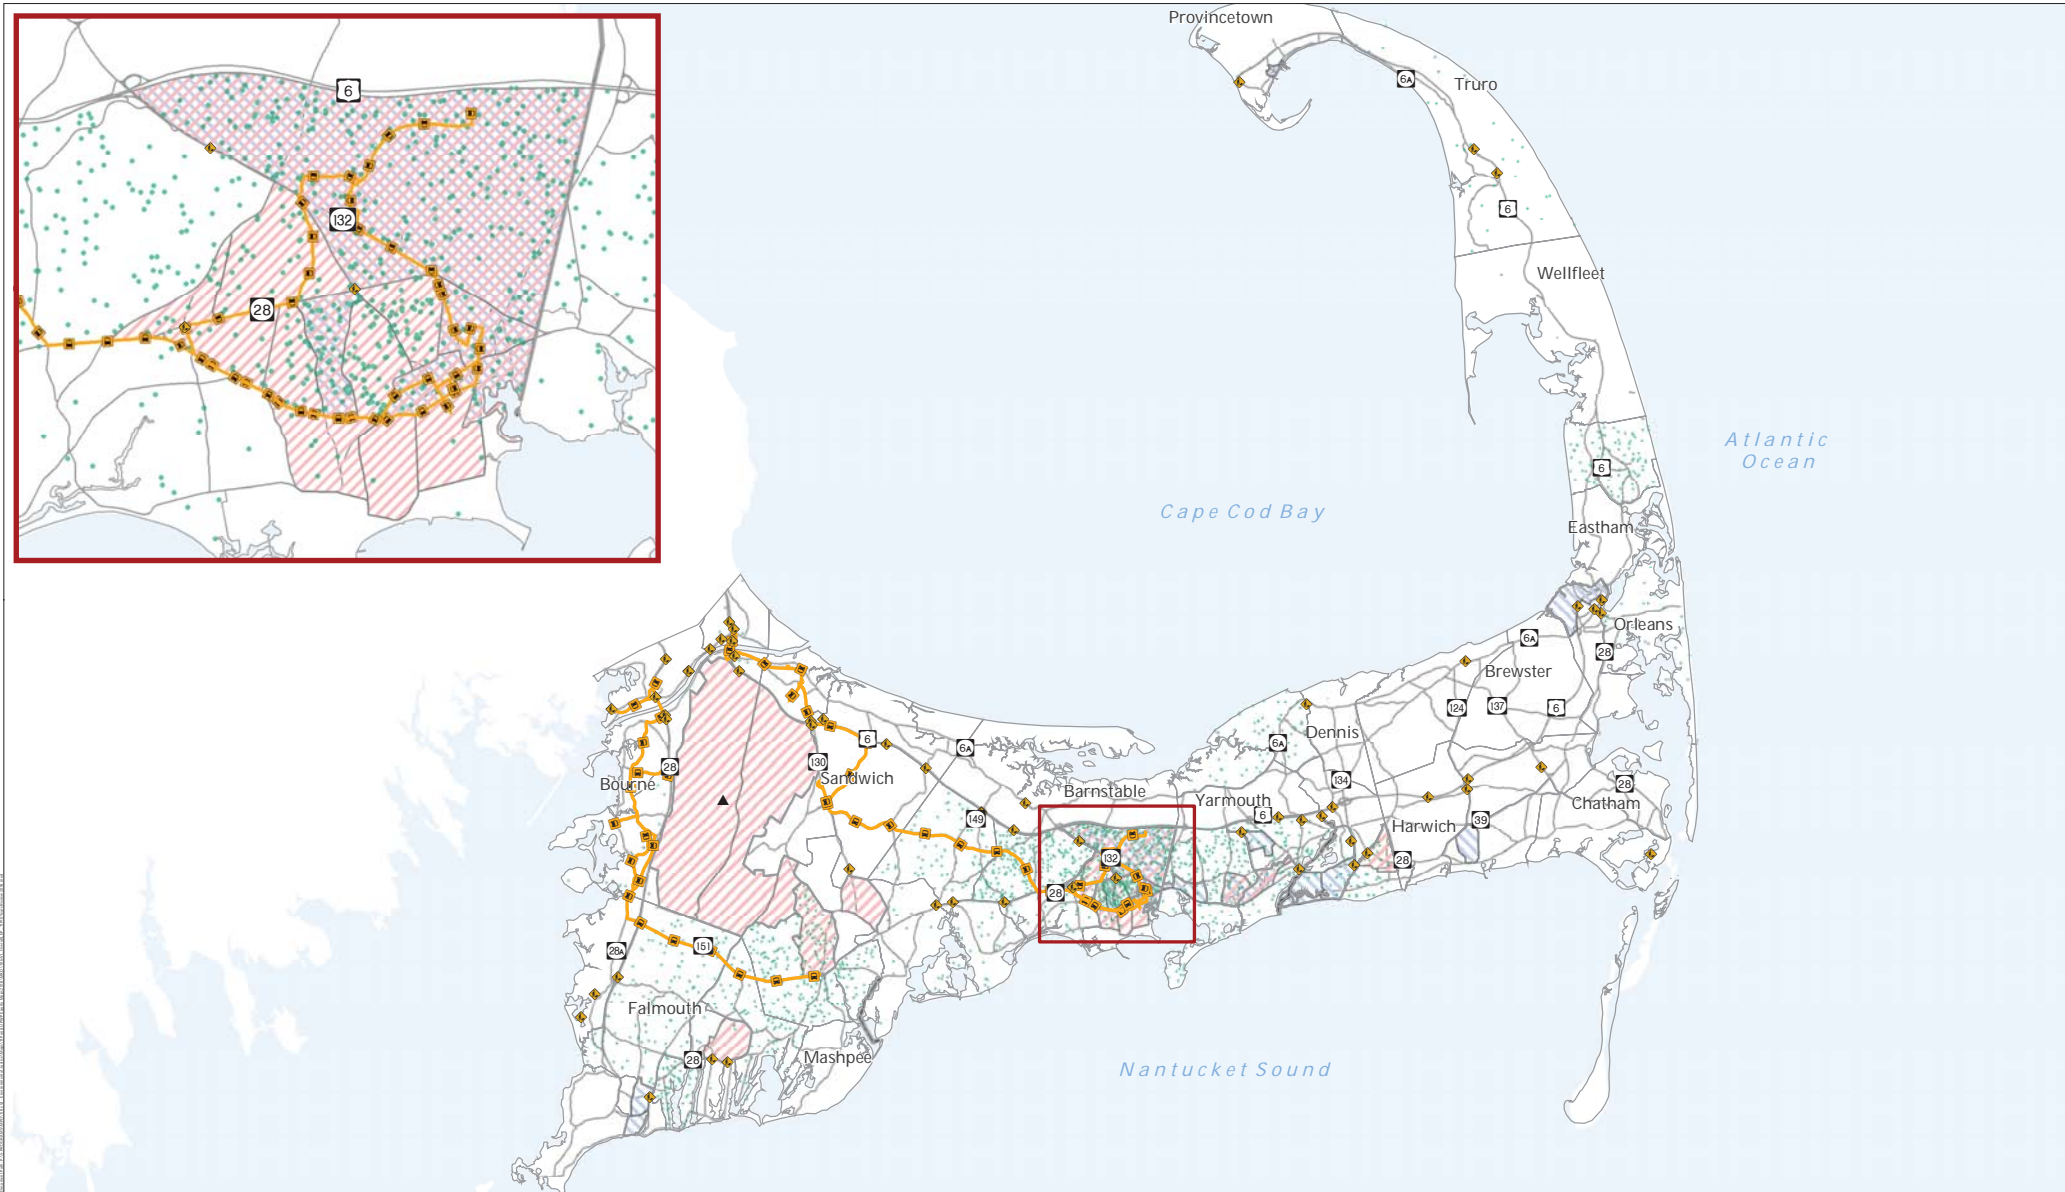 Provincetown
6A
Truro
6
132
28
6
Wellfleet
Atlantic
Ocean
6
Cape Cod Bay
Eastham
Orleans
6A
28
Brewster
124
137
6
Dennis
6A
6
6A
28
130
Sandwich
Bourne
134
28
Chatham
Barnstable
Yarmouth
6
149
39
Harwich
132
28
28
28A
151
Falmouth
28
Mashpee
Nantucket Sound